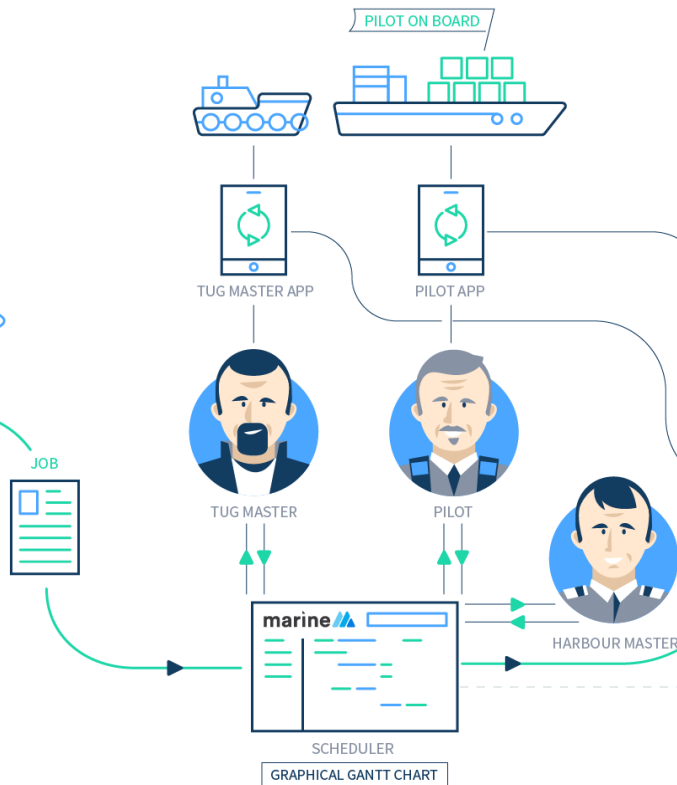 PILOT ON BOARD
TUG MASTER APP
PILOT APP
JOB
TUG MASTER
PILOT
marine
HARBOUR MASTER
SCHEDULER
GRAPHICAL GANTT CHART